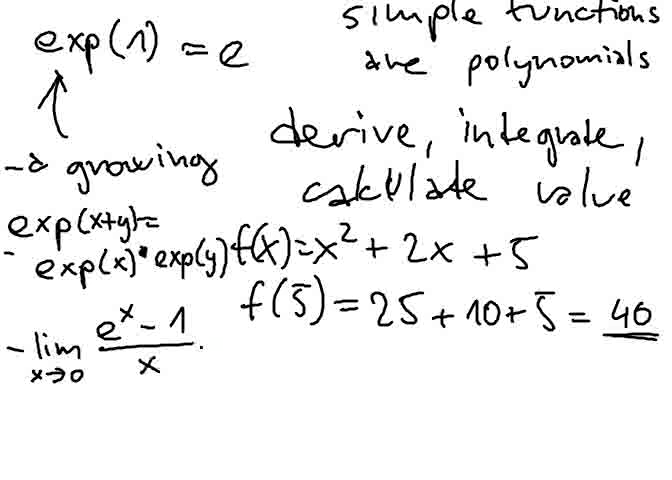 exp(1) = e
simple functions
are polynomials
derive, integrate,
calculate value
- a growing
exp(x+y)=
- exp(x)·exp(y)
f(x)=x² + 2x + 5
f(5) = 25 + 10 + 5 = 40
- lim x→0 (eˣ - 1)/x .